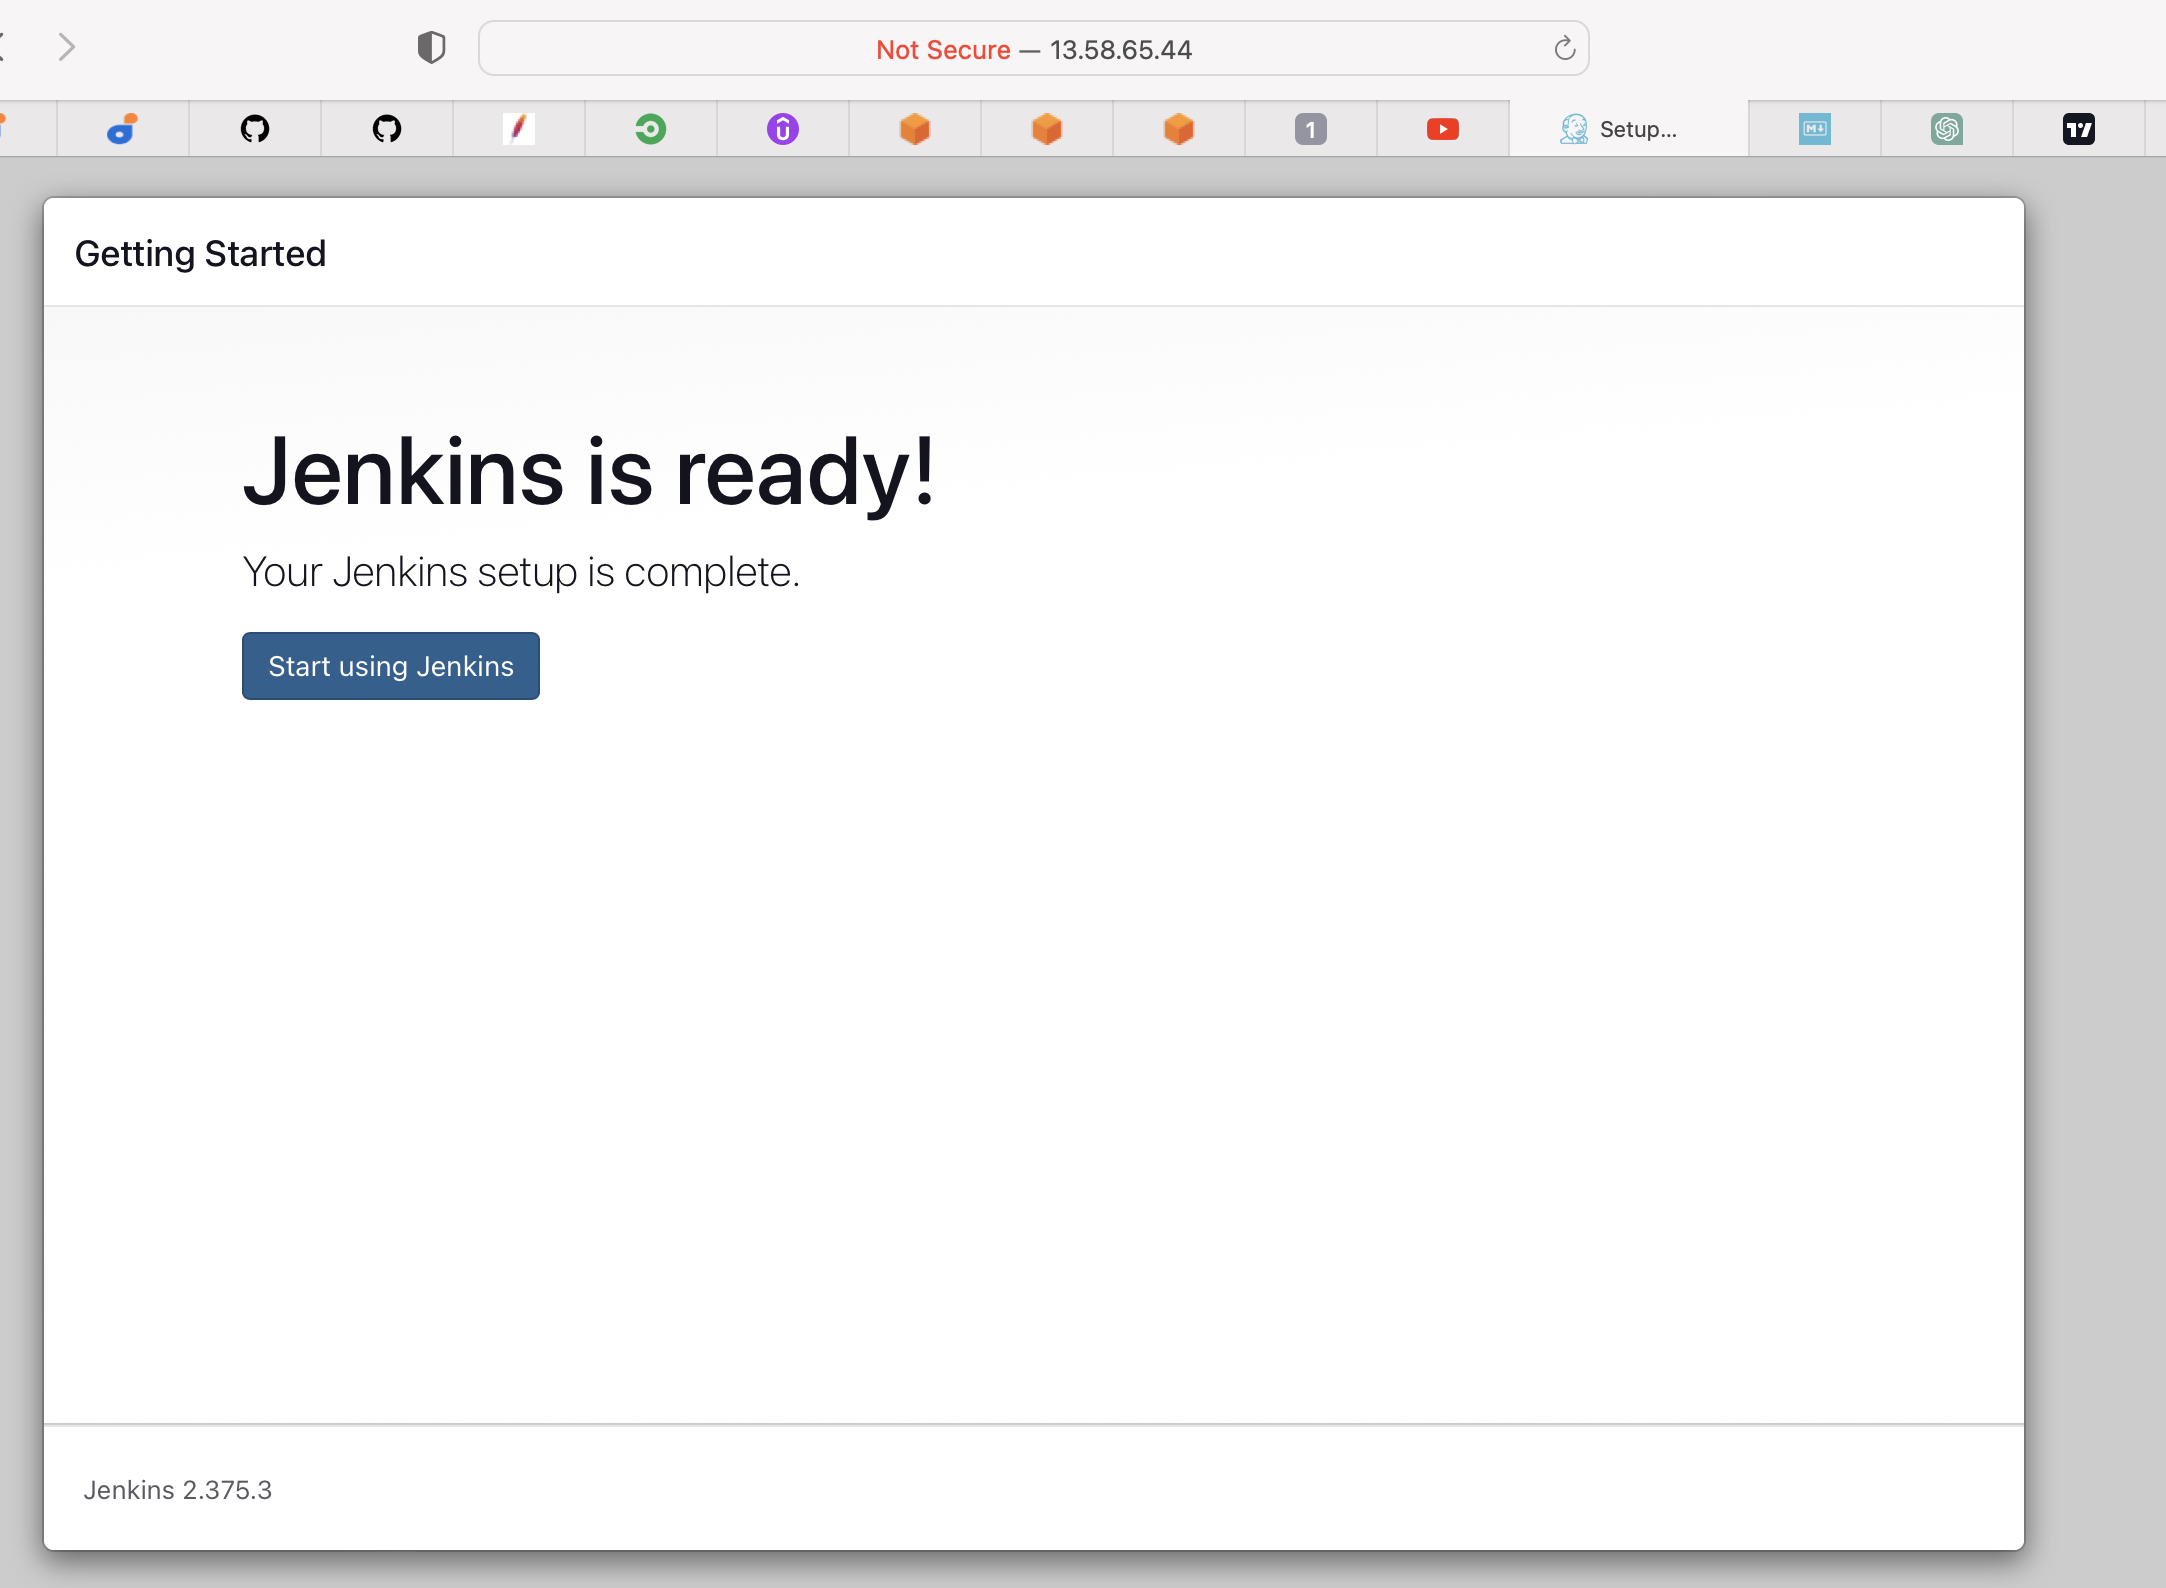 Not Secure — 13.58.65.44
1
Setup...
Getting Started
Jenkins is ready!
Your Jenkins setup is complete.
Start using Jenkins
Jenkins 2.375.3